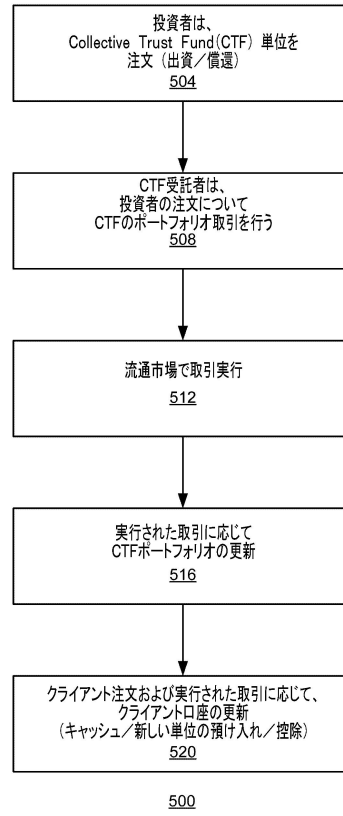 投資者は、
Collective Trust Fund(CTF) 単位を
注文（出資／償還）
504
CTF受託者は、
投資者の注文について
CTFのポートフォリオ取引を行う
508
流通市場で取引実行
512
実行された取引に応じて
CTFポートフォリオの更新
516
クライアント注文および実行された取引に応じて、
クライアント口座の更新
（キャッシュ／新しい単位の預け入れ／控除）
520
500